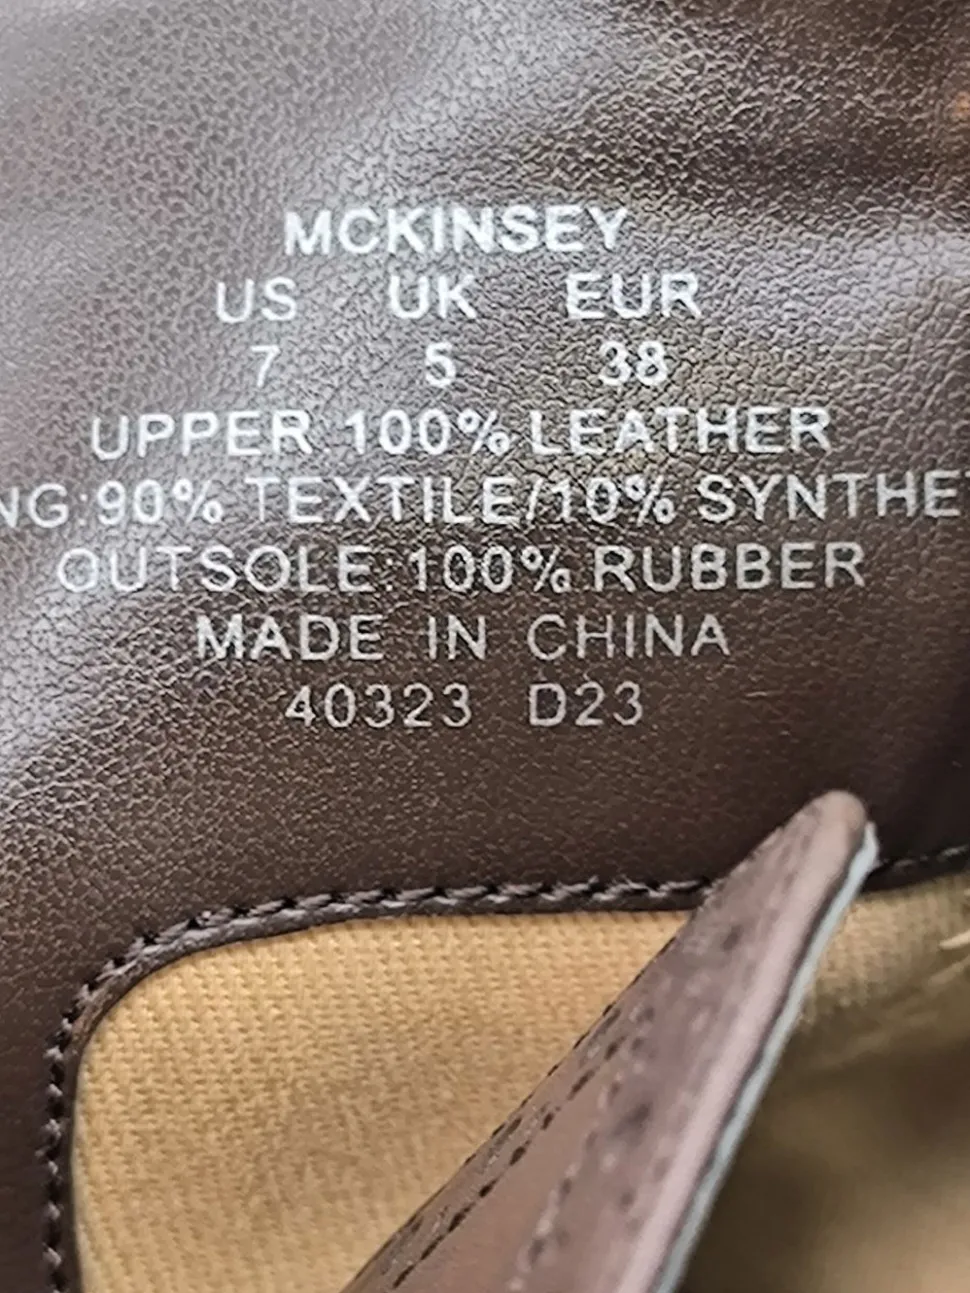 MCKINSEY
US UK EUR
7 5 38
UPPER:100% LEATHER
NG:90% TEXTILE/10% SYNTHE
OUTSOLE:100% RUBBER
MADE IN CHINA
40323 D23